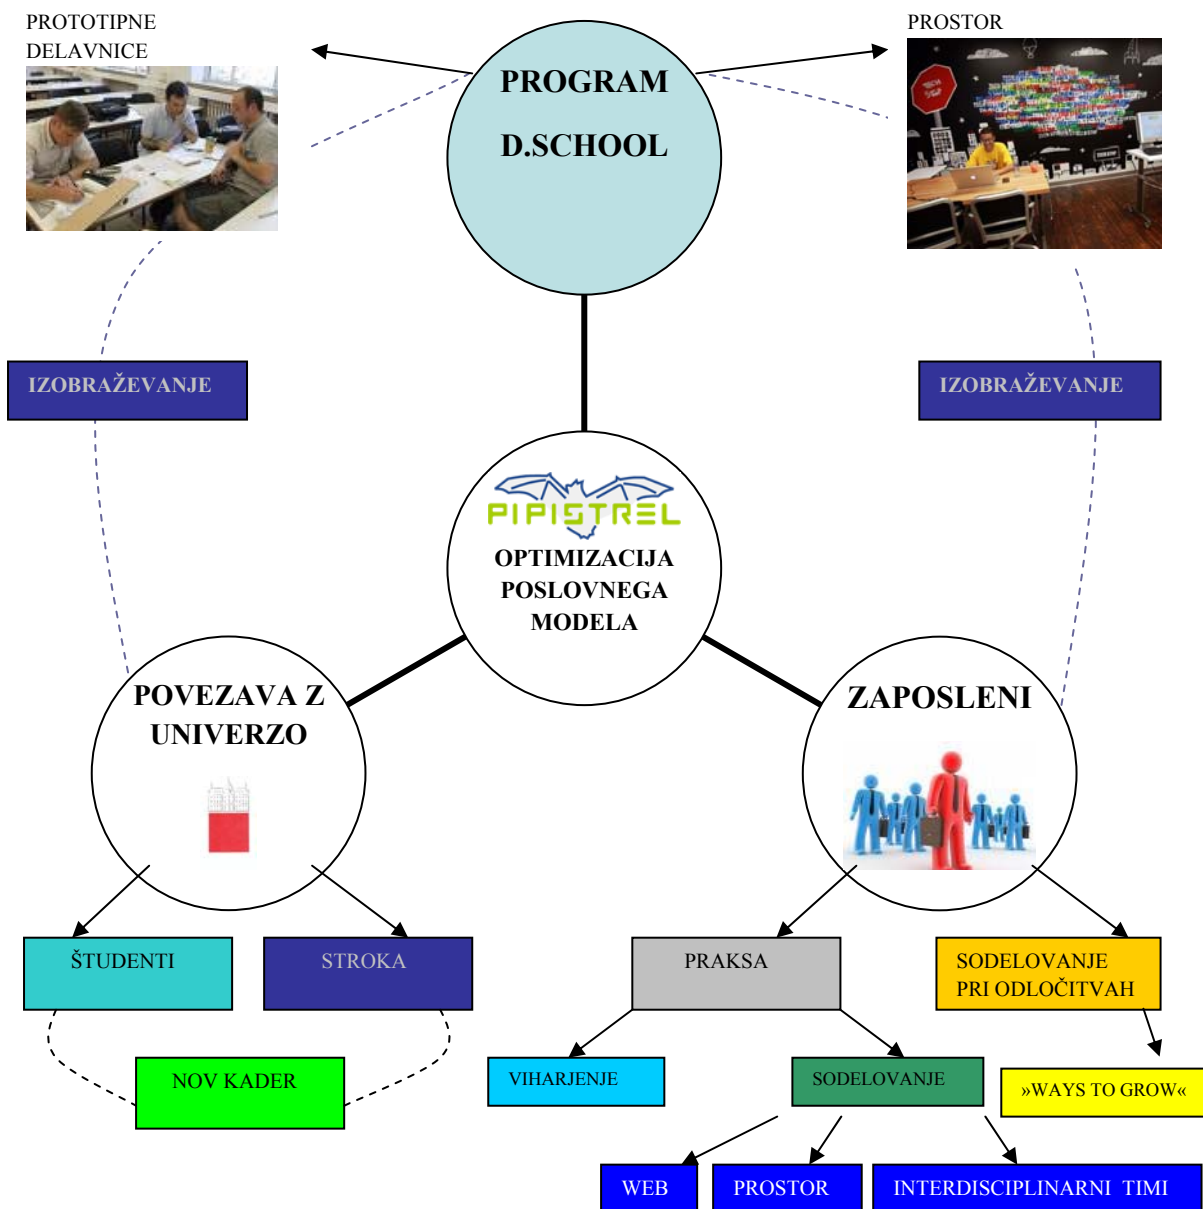 PROTOTIPNE
DELAVNICE
PROSTOR
PROGRAM
D.SCHOOL
IZOBRAŽEVANJE
IZOBRAŽEVANJE
PIPISTREL
OPTIMIZACIJA
POSLOVNEGA
MODELA
POVEZAVA Z
UNIVERZO
ZAPOSLENI
ŠTUDENTI
STROKA
PRAKSA
SODELOVANJE
PRI ODLOČITVAH
NOV KADER
VIHARJENJE
SODELOVANJE
»WAYS TO GROW«
WEB
PROSTOR
INTERDISCIPLINARNI TIMI